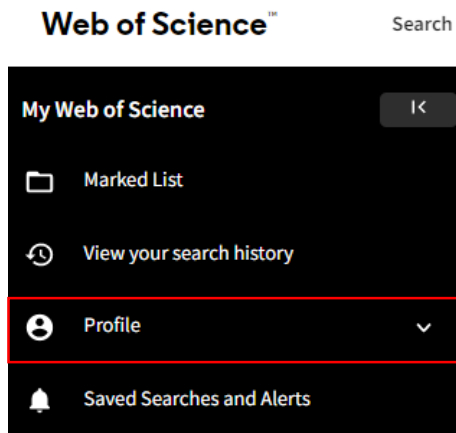 Web of Science™ Search
My Web of Science
Marked List
View your search history
Profile
Saved Searches and Alerts